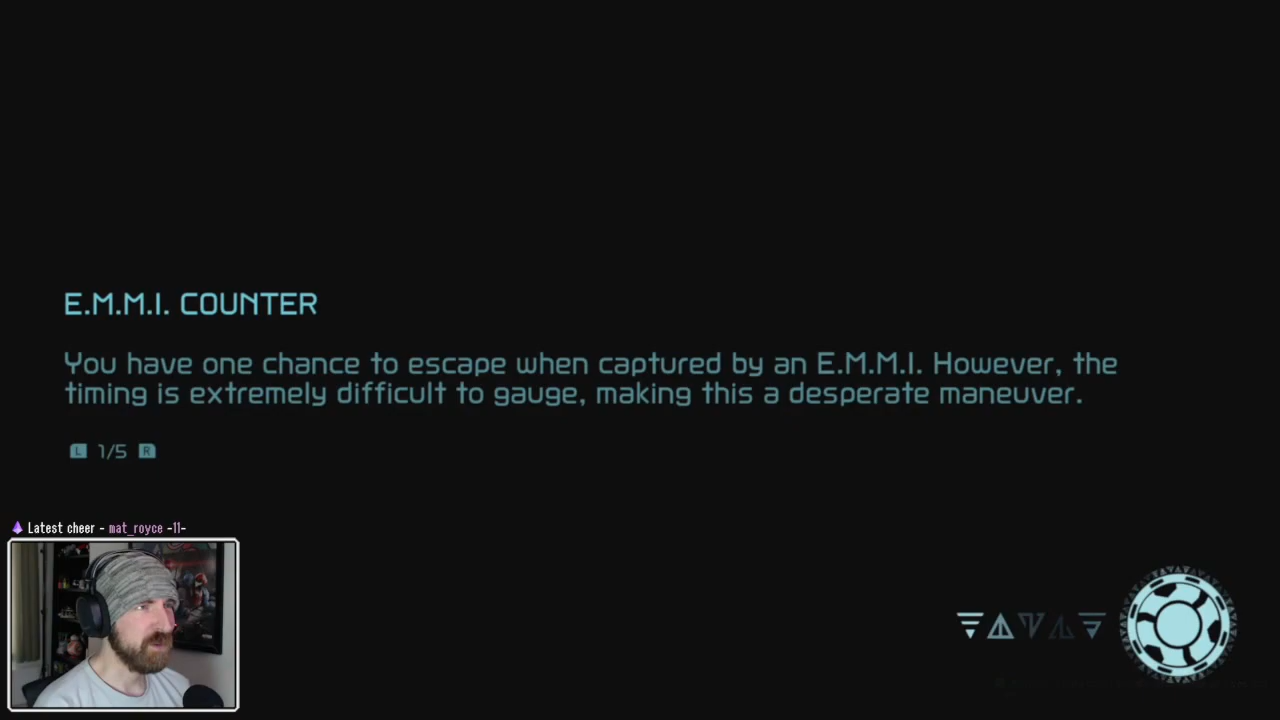 E.M.M.I. COUNTER
You have one chance to escape when captured by an E.M.M.I. However, the
timing is extremely difficult to gauge, making this a desperate maneuver.
L 1/5 R
Latest cheer - mat_royce -11-